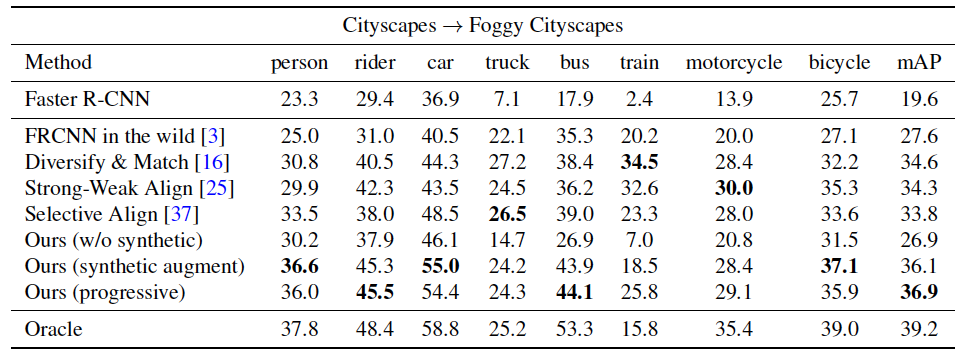 Cityscapes → Foggy Cityscapes
Method person rider car truck bus train motorcycle bicycle mAP
Faster R-CNN 23.3 29.4 36.9 7.1 17.9 2.4 13.9 25.7 19.6
FRCNN in the wild [3] 25.0 31.0 40.5 22.1 35.3 20.2 20.0 27.1 27.6
Diversify & Match [16] 30.8 40.5 44.3 27.2 38.4 34.5 28.4 32.2 34.6
Strong-Weak Align [25] 29.9 42.3 43.5 24.5 36.2 32.6 30.0 35.3 34.3
Selective Align [37] 33.5 38.0 48.5 26.5 39.0 23.3 28.0 33.6 33.8
Ours (w/o synthetic) 30.2 37.9 46.1 14.7 26.9 7.0 20.8 31.5 26.9
Ours (synthetic augment) 36.6 45.3 55.0 24.2 43.9 18.5 28.4 37.1 36.1
Ours (progressive) 36.0 45.5 54.4 24.3 44.1 25.8 29.1 35.9 36.9
Oracle 37.8 48.4 58.8 25.2 53.3 15.8 35.4 39.0 39.2